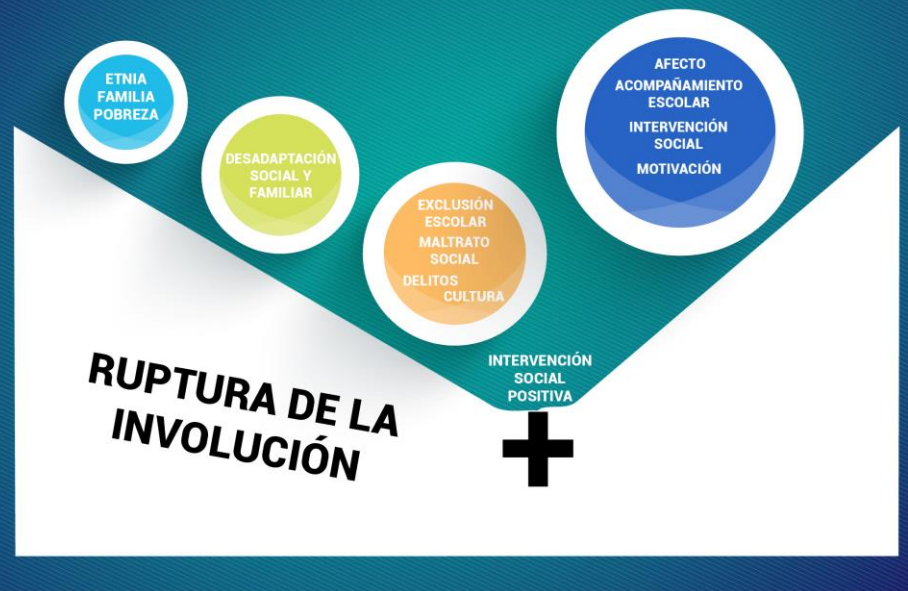 ETNIA
FAMILIA
POBREZA
DESADAPTACIÓN
SOCIAL Y
FAMILIAR
EXCLUSIÓN
ESCOLAR
MALTRATO
SOCIAL
DELITOS
CULTURA
AFECTO
ACOMPAÑAMIENTO
ESCOLAR
INTERVENCIÓN
SOCIAL
MOTIVACIÓN
INTERVENCIÓN
SOCIAL
POSITIVA
+
RUPTURA DE LA
INVOLUCIÓN